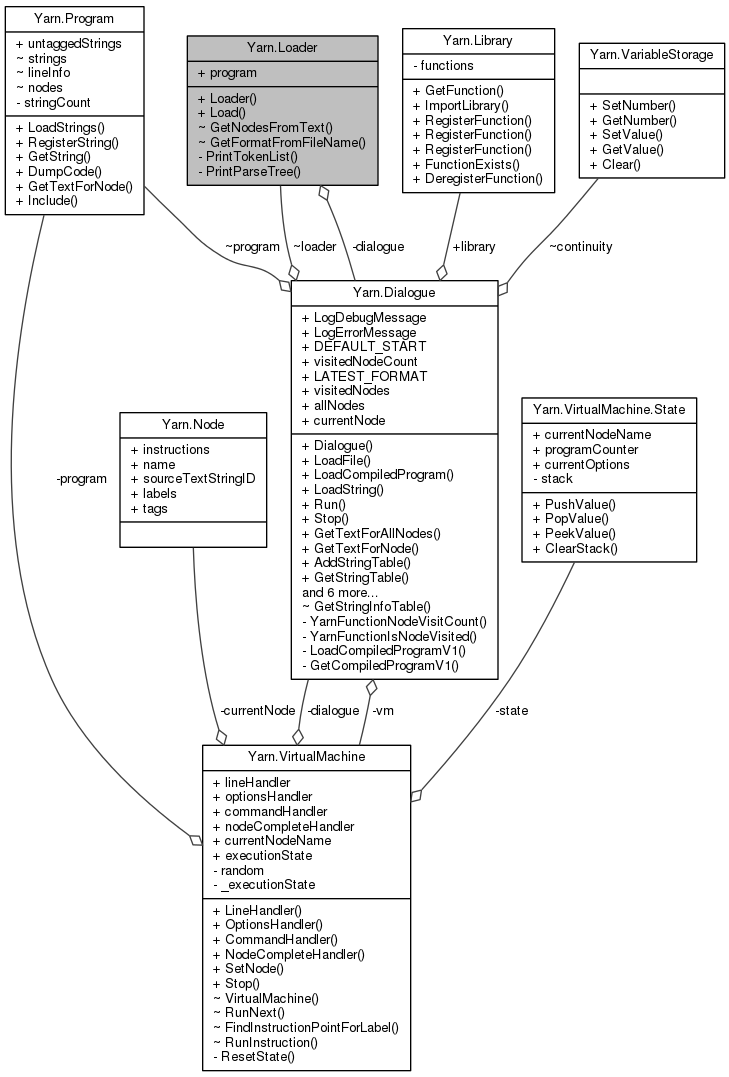 Yarn.Program
+ untaggedStrings
~ strings
~ lineInfo
~ nodes
- stringCount
+ LoadStrings()
+ RegisterString()
+ GetString()
+ DumpCode()
+ GetTextForNode()
+ Include()
Yarn.Loader
+ program
+ Loader()
+ Load()
~ GetNodesFromText()
~ GetFormatFromFileName()
- PrintTokenList()
- PrintParseTree()
Yarn.Library
- functions
+ GetFunction()
+ ImportLibrary()
+ RegisterFunction()
+ RegisterFunction()
+ RegisterFunction()
+ FunctionExists()
+ DeregisterFunction()
Yarn.VariableStorage
+ SetNumber()
+ GetNumber()
+ SetValue()
+ GetValue()
+ Clear()
~program
~loader
-dialogue
+library
~continuity
Yarn.Dialogue
+ LogDebugMessage
+ LogErrorMessage
+ DEFAULT_START
+ visitedNodeCount
+ LATEST_FORMAT
+ visitedNodes
+ allNodes
+ currentNode
+ Dialogue()
+ LoadFile()
+ LoadCompiledProgram()
+ LoadString()
+ Run()
+ Stop()
+ GetTextForAllNodes()
+ GetTextForNode()
+ AddStringTable()
+ GetStringTable()
and 6 more...
~ GetStringInfoTable()
- YarnFunctionNodeVisitCount()
- YarnFunctionIsNodeVisited()
- LoadCompiledProgramV1()
- GetCompiledProgramV1()
Yarn.Node
+ instructions
+ name
+ sourceTextStringID
+ labels
+ tags
Yarn.VirtualMachine.State
+ currentNodeName
+ programCounter
+ currentOptions
- stack
+ PushValue()
+ PopValue()
+ PeekValue()
+ ClearStack()
-program
-currentNode
-dialogue
-vm
-state
Yarn.VirtualMachine
+ lineHandler
+ optionsHandler
+ commandHandler
+ nodeCompleteHandler
+ currentNodeName
+ executionState
- random
- _executionState
+ LineHandler()
+ OptionsHandler()
+ CommandHandler()
+ NodeCompleteHandler()
+ SetNode()
+ Stop()
~ VirtualMachine()
~ RunNext()
~ FindInstructionPointForLabel()
~ RunInstruction()
- ResetState()